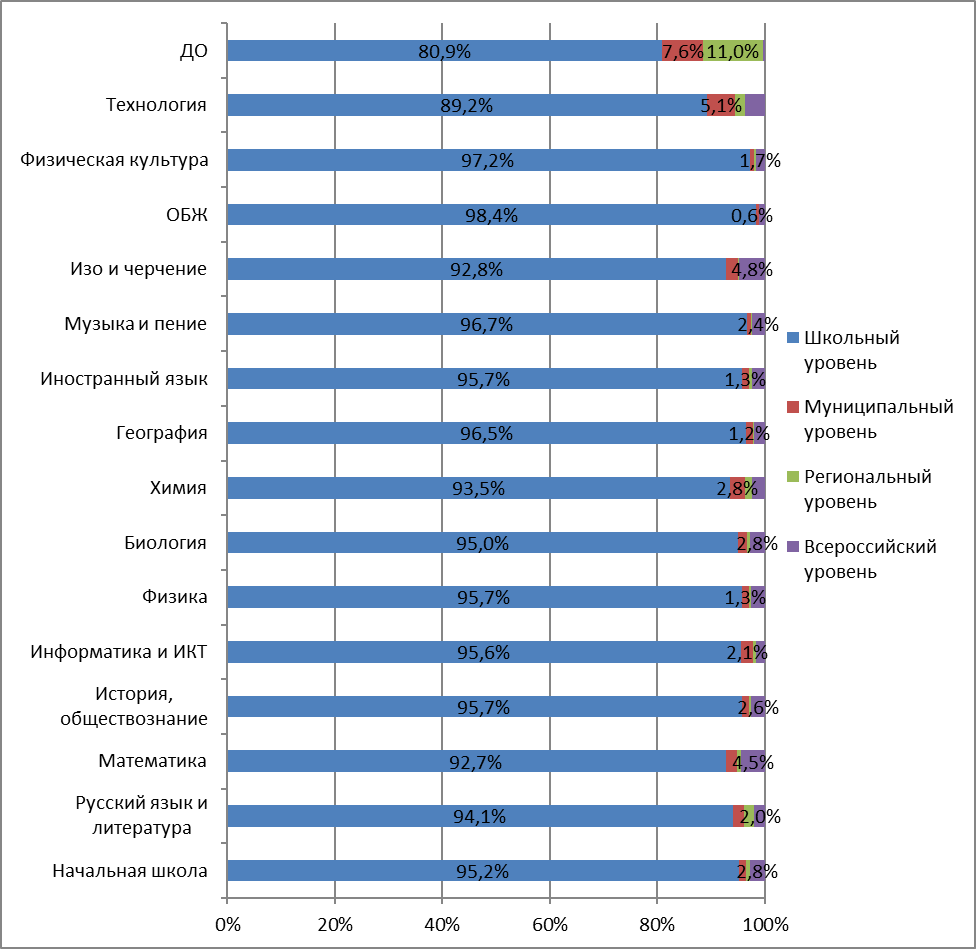 ДО
80,9%
7,6%
11,0%
Технология
89,2%
5,1%
Физическая культура
97,2%
1,7%
ОБЖ
98,4%
0,6%
Изо и черчение
92,8%
4,8%
Музыка и пение
96,7%
2,4%
Иностранный язык
95,7%
1,3%
География
96,5%
1,2%
Химия
93,5%
2,8%
Биология
95,0%
2,8%
Физика
95,7%
1,3%
Информатика и ИКТ
95,6%
2,1%
История,
обществознание
95,7%
2,6%
Математика
92,7%
4,5%
Русский язык и
литература
94,1%
2,0%
Начальная школа
95,2%
2,8%
0%
20%
40%
60%
80%
100%
Школьный
уровень
Муниципальный
уровень
Региональный
уровень
Всероссийский
уровень